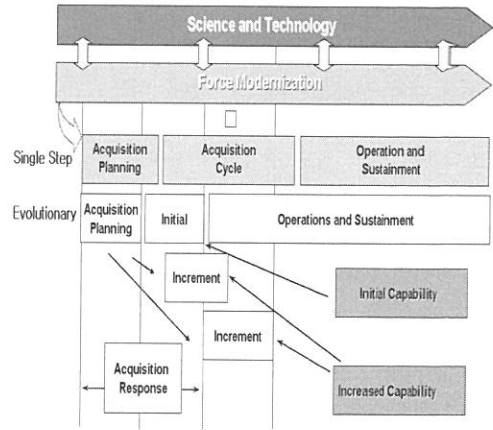 Science and Technology
Force Modernization
Single Step
Acquisition
Planning
Acquisition
Cycle
Operation and
Sustainment
Evolutionary
Acquisition
Planning
Initial
Operations and Sustainment
Increment
Initial Capability
Increment
Acquisition
Response
Increased Capability